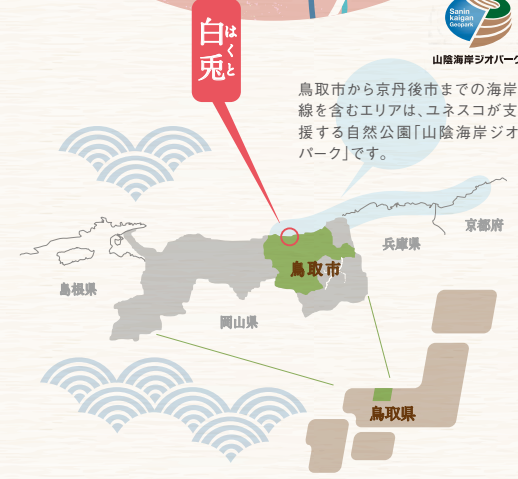 Sanin
kaigan
Geopark
山陰海岸ジオパーク
白兎
はくと
鳥取市から京丹後市までの海岸
線を含むエリアは、ユネスコが支
援する自然公園「山陰海岸ジオ
パーク」です。
京都府
兵庫県
鳥取市
島根県
岡山県
鳥取県